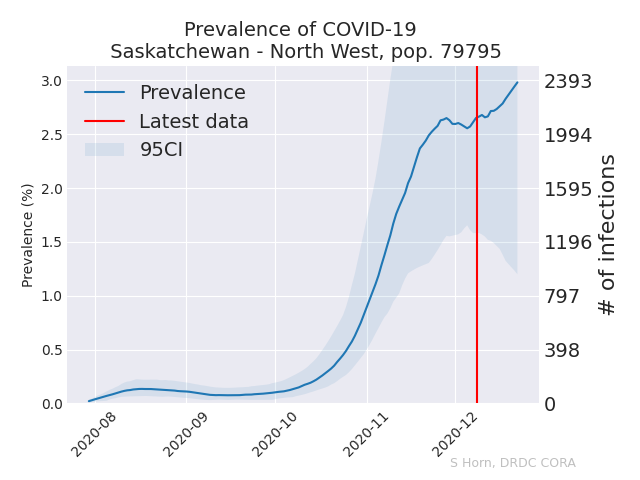 Prevalence of COVID-19
Saskatchewan - North West, pop. 79795
Prevalence
Latest data
95CI
Prevalence (%)
3.0
2.5
2.0
1.5
1.0
0.5
0.0
2393
1994
1595
1196
797
398
0
# of infections
2020-08
2020-09
2020-10
2020-11
2020-12
S Horn, DRDC CORA